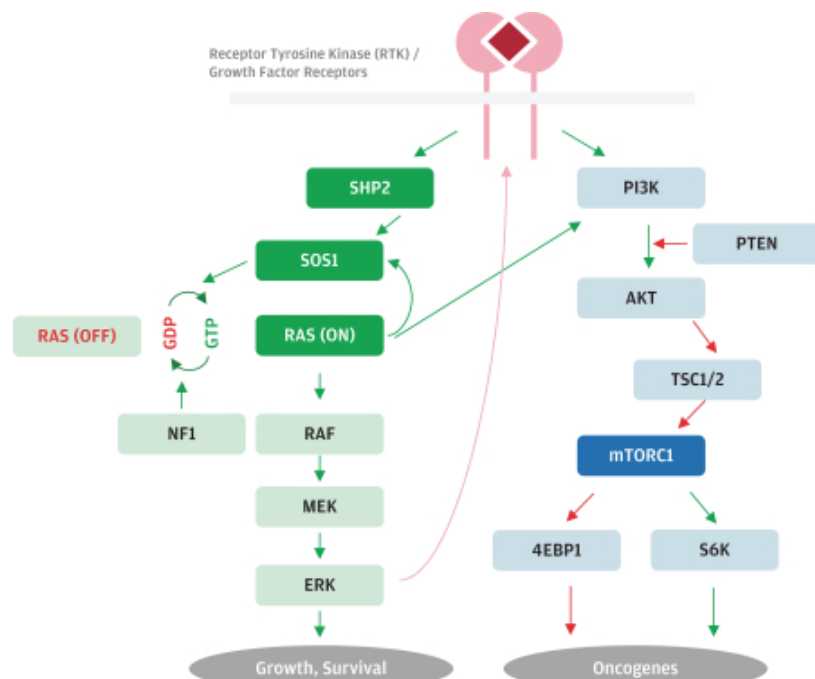 Receptor Tyrosine Kinase (RTK) /
Growth Factor Receptors
SHP2
PI3K
SOS1
PTEN
AKT
RAS (OFF)
GDP
GTP
RAS (ON)
TSC1/2
NF1
RAF
mTORC1
MEK
4EBP1
S6K
ERK
Growth, Survival
Oncogenes